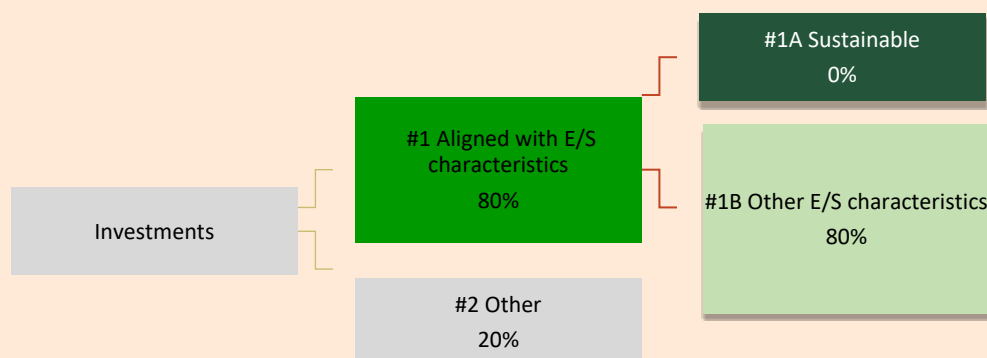 #1A Sustainable
0%
#1 Aligned with E/S
characteristics
80%
#1B Other E/S characteristics
80%
Investments
#2 Other
20%